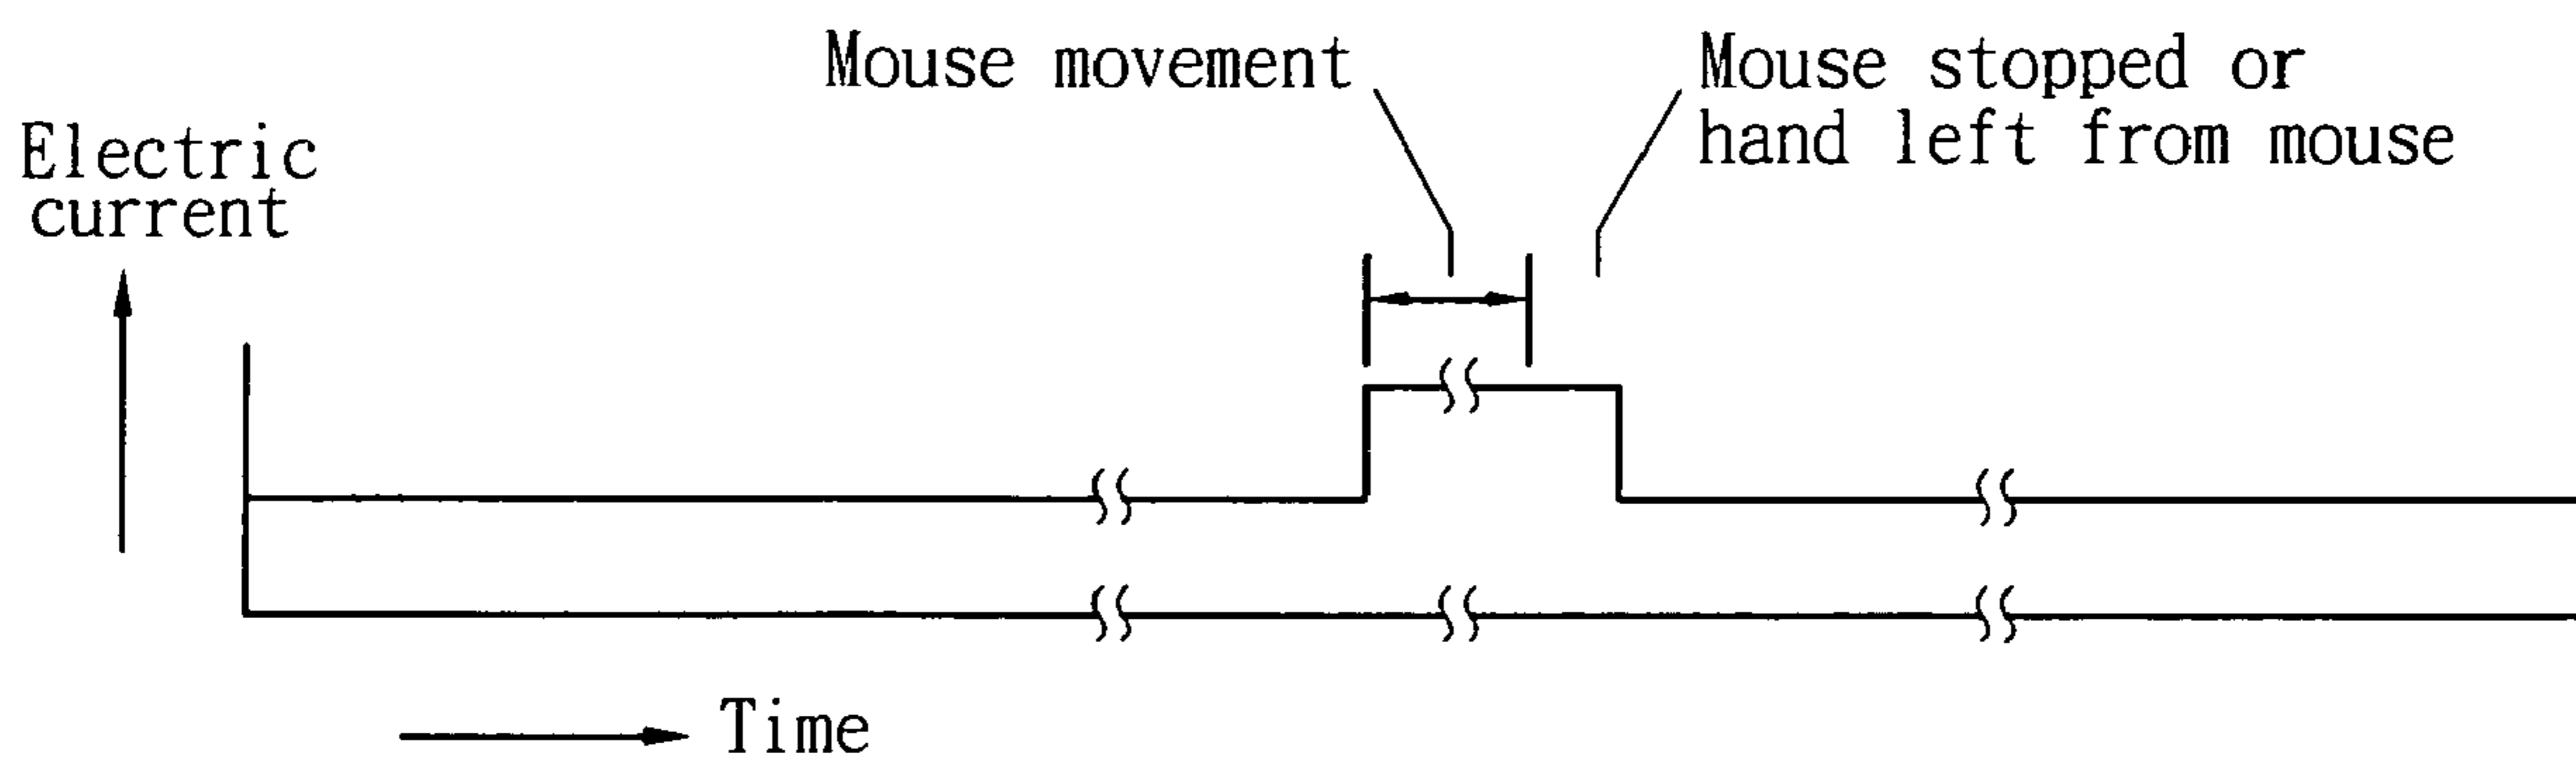 Mouse movement
Mouse stopped or
hand left from mouse
Electric
current
Time